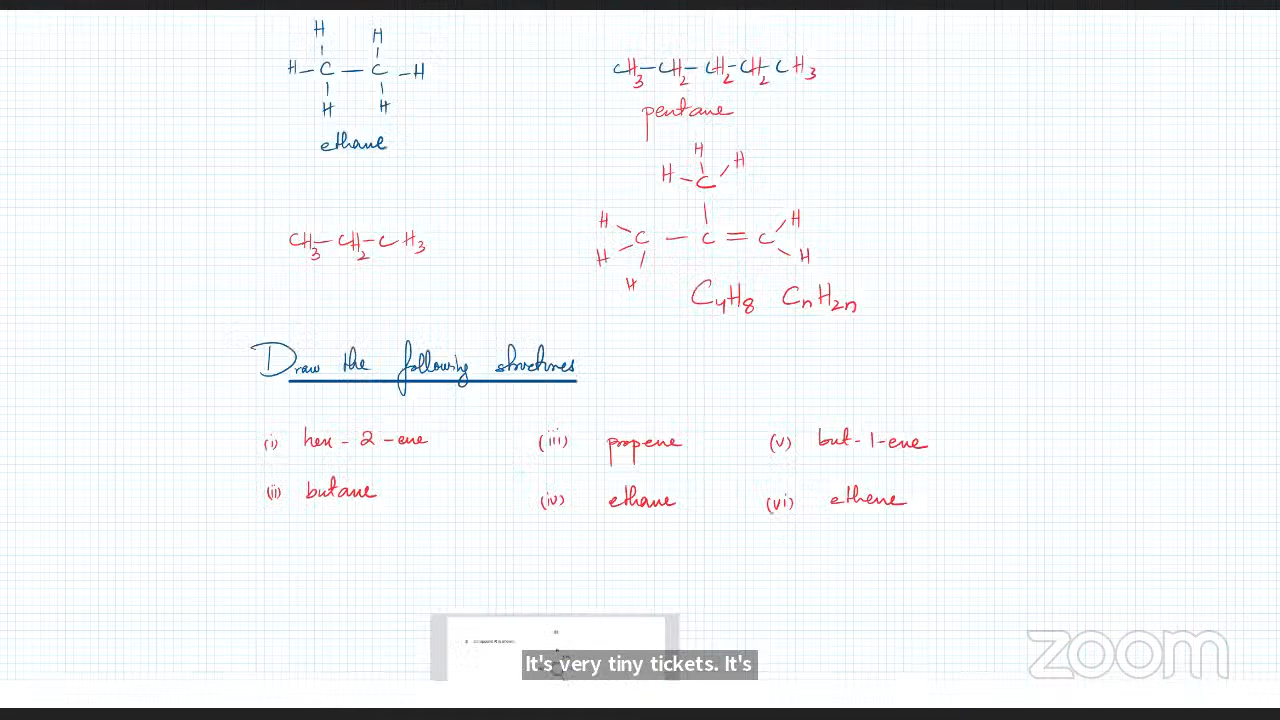 H H
H – C – C – H
H H
ethane
CH3–CH2–CH2–CH2–CH3
pentane
H
H – C H
H H
C – C = C
H H
H
CH3–CH2–CH3
C4H8 CnH2n
Draw the following structures
(i) hex-2-ene
(ii) butane
(iii) propene
(iv) ethane
(v) but-1-ene
(vi) ethene
It's very tiny tickets. It's
zoom